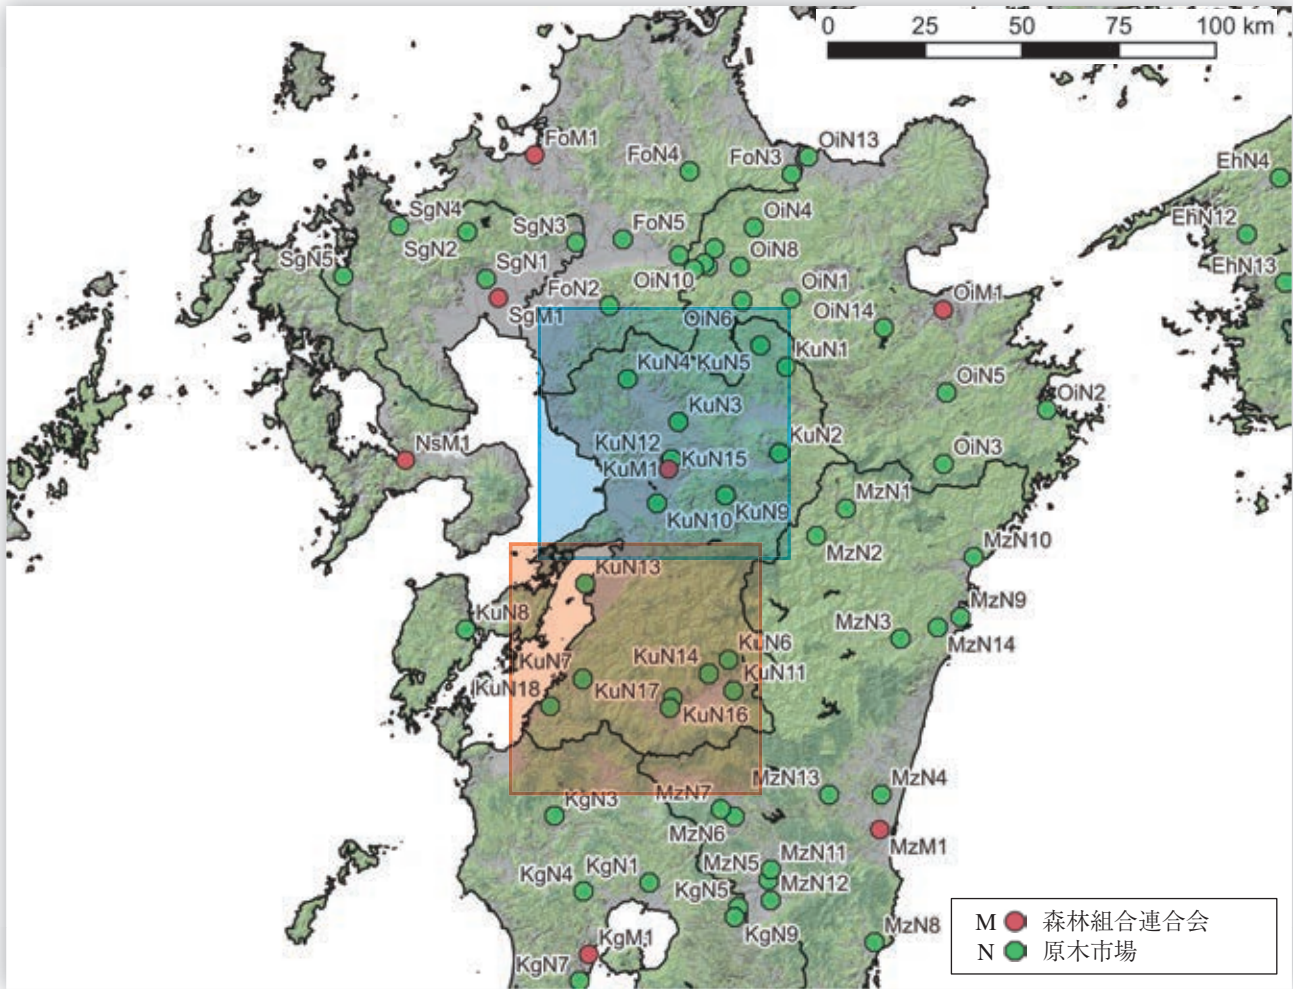 0 25 50 75 100 km
FoM1
FoN4
FoN3
OiN13
EhN4
SgN4
SgN2
SgN3
FoN5
OiN4
EhN12
SgN5
SgN1
OiN8
EhN13
FoN2
OiN10
OiN1
SgM1
OiN6
OiN14
OiM1
KuN4
KuN5
KuN1
OiN5
OiN2
KuN3
NsM1
KuN12
KuN2
KuM1
KuN15
OiN3
KuN10
KuN9
MzN1
MzN2
MzN10
KuN13
KuN8
MzN9
MzN3
MzN14
KuN6
KuN7
KuN14
KuN11
KuN18
KuN17
KuN16
MzN13
MzN4
KgN3
MzN7
MzN6
MzM1
KgN4
KgN1
MzN5
MzN11
KgN5
MzN12
KgN9
MzN8
KgM1
KgN7
M 森林組合連合会
N 原木市場